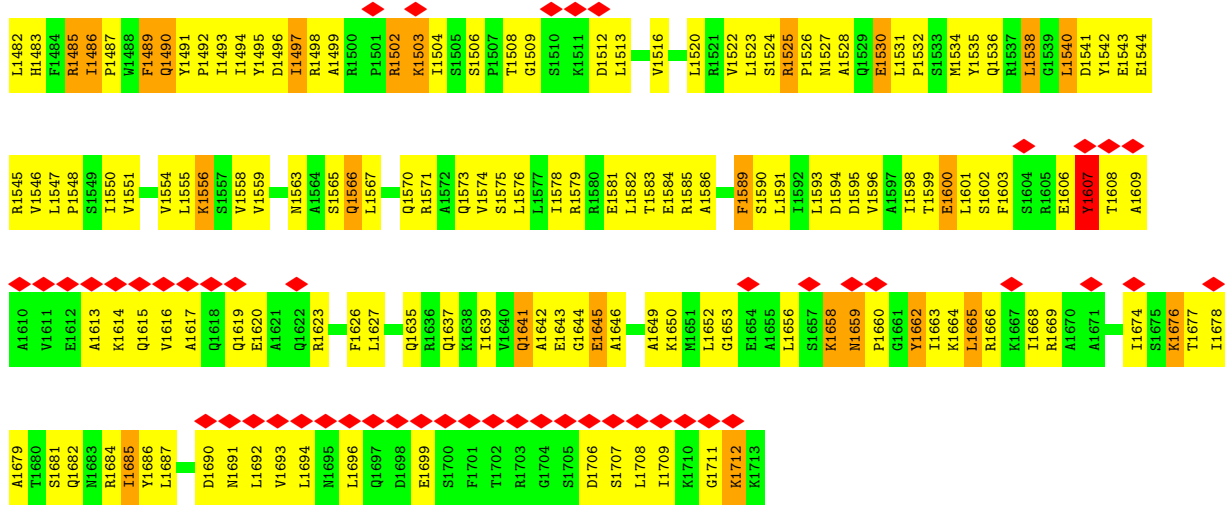 L1482 H1483 F1484 R1485 I1486 P1487 W1488 F1489 Q1490 Y1491 P1492 I1493 I1494 Y1495 D1496 I1497 R1498 A1499 R1500 P1501 R1502 K1503 I1504 S1505 S1506 P1507 T1508 G1509 S1510 K1511 D1512 L1513 V1516 L1520 R1521 V1522 L1523 S1524 R1525 P1526 N1527 A1528 Q1529 E1530 L1531 P1532 S1533 M1534 Y1535 Q1536 R1537 L1538 G1539 L1540 D1541 Y1542 E1543 E1544
R1545 V1546 L1547 P1548 S1549 I1550 V1551 V1554 L1555 K1556 S1557 V1558 V1559 N1563 A1564 S1565 Q1566 L1567 Q1570 R1571 A1572 Q1573 V1574 S1575 L1576 L1577 I1578 R1579 R1580 E1581 L1582 T1583 E1584 R1585 A1586 F1589 S1590 L1591 I1592 L1593 D1594 D1595 V1596 A1597 I1598 T1599 E1600 L1601 S1602 F1603 S1604 R1605 E1606 Y1607 T1608 A1609
A1610 V1611 E1612 A1613 K1614 Q1615 V1616 A1617 Q1618 Q1619 E1620 A1621 Q1622 R1623 F1626 L1627 Q1635 R1636 Q1637 K1638 I1639 V1640 Q1641 A1642 E1643 G1644 E1645 A1646 A1649 K1650 M1651 L1652 G1653 E1654 A1655 L1656 S1657 K1658 N1659 P1660 G1661 Y1662 I1663 K1664 L1665 R1666 K1667 I1668 R1669 A1670 A1671 I1674 S1675 K1676 T1677 I1678
A1679 T1680 S1681 Q1682 N1683 R1684 I1685 Y1686 L1687 D1690 N1691 L1692 V1693 L1694 N1695 L1696 Q1697 D1698 E1699 S1700 F1701 T1702 R1703 G1704 S1705 D1706 S1707 L1708 I1709 K1710 G1711 K1712 K1713